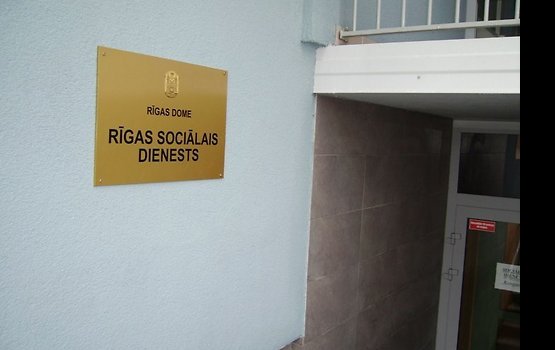 RĪGAS DOME
RĪGAS SOCIĀLAIS
DIENESTS